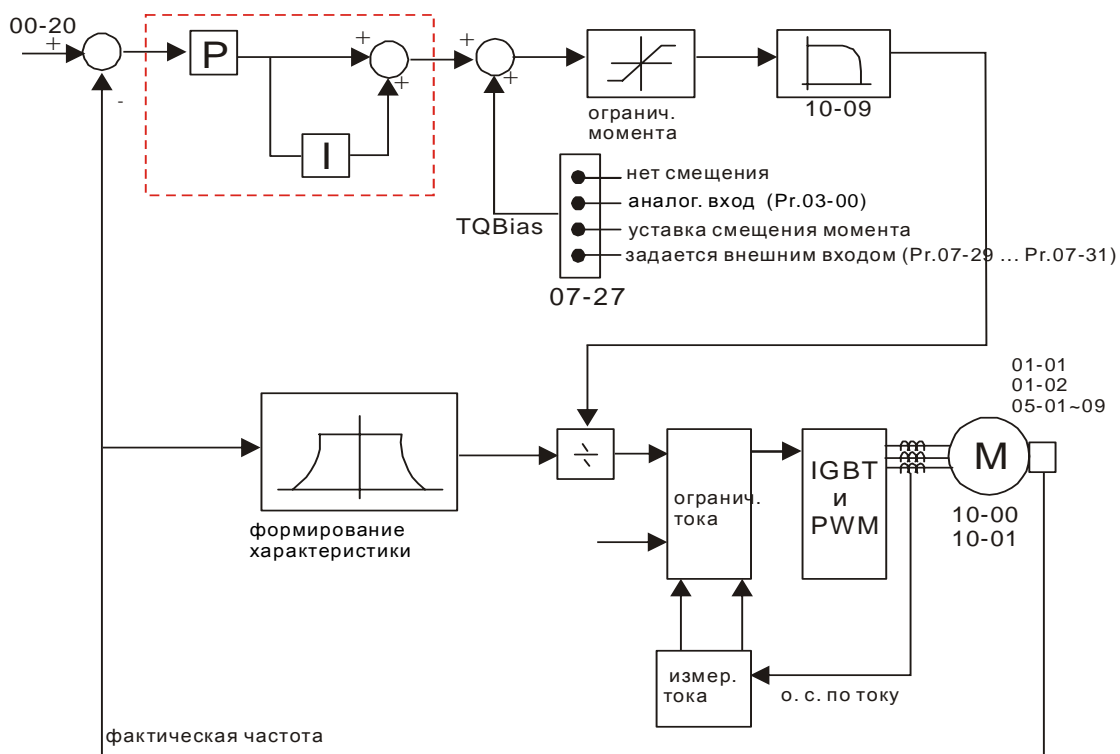 00-20
+
-
P
I
+
+
+
+
огранич.
момента
10-09
TQBias
нет смещения
аналог. вход (Pr.03-00)
уставка смещения момента
задается внешним входом (Pr.07-29 ... Pr.07-31)
07-27
01-01
01-02
05-01~09
формирование
характеристики
÷
огранич.
тока
IGBT
и
PWM
M
10-00
10-01
измер.
тока
о. с. по току
фактическая частота